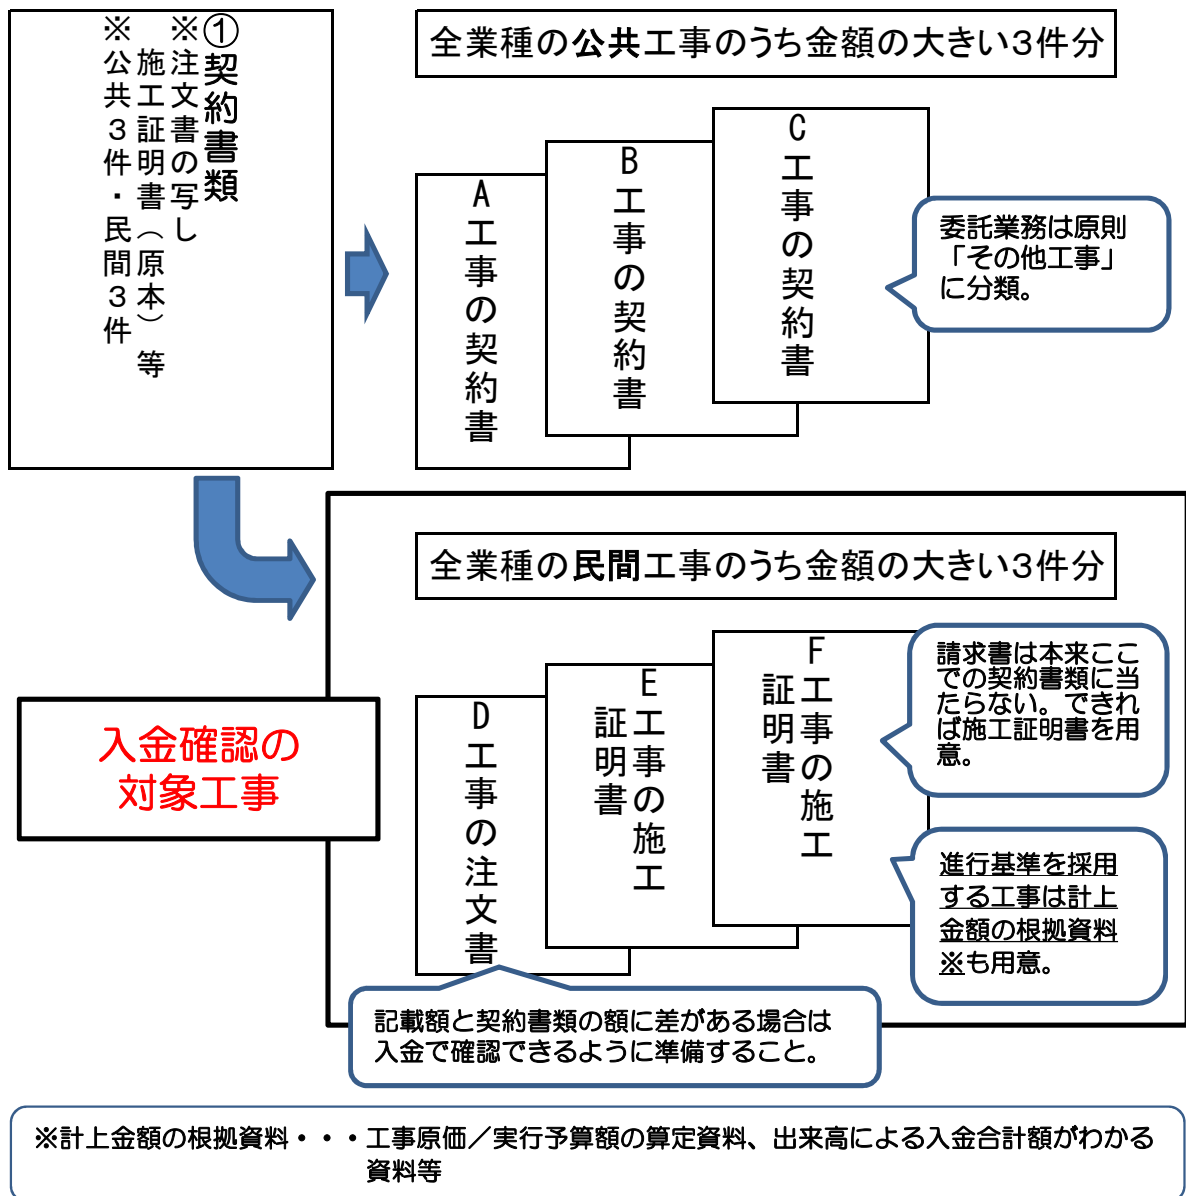 ①契約書類
※注文書の写し
施工証明書（原本）等
※公共３件・民間３件
全業種の公共工事のうち金額の大きい3件分
A工事の契約書
B工事の契約書
C工事の契約書
委託業務は原則
「その他工事」
に分類。
全業種の民間工事のうち金額の大きい3件分
入金確認の
対象工事
D工事の注文書
E工事の施工
証明書
F工事の施工
証明書
請求書は本来ここ
での契約書類に当
たらない。できれ
ば施工証明書を用
意。
進行基準を採用
する工事は計上
金額の根拠資料
※も用意。
記載額と契約書類の額に差がある場合は
入金で確認できるように準備すること。
※計上金額の根拠資料・・・工事原価／実行予算額の算定資料、出来高による入金合計額がわかる
資料等